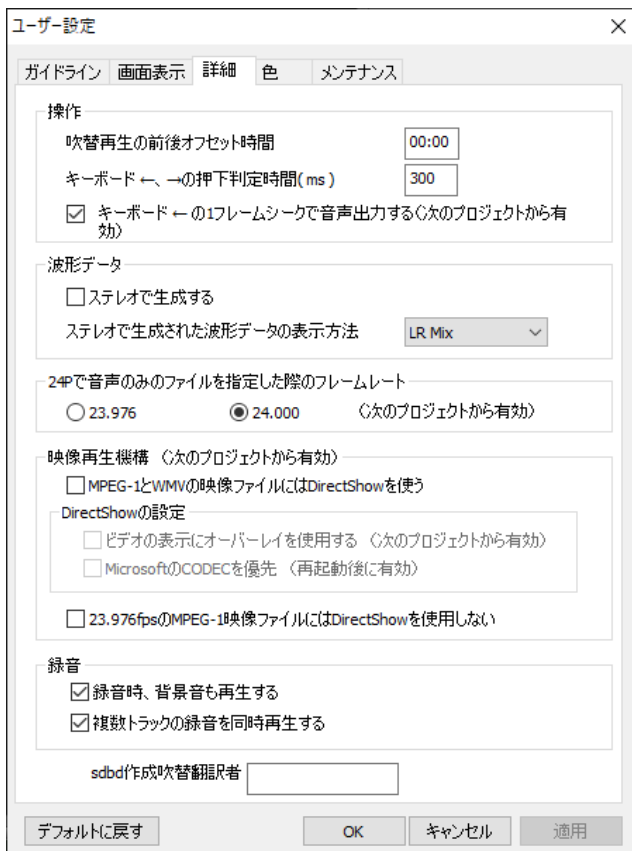 ユーザー設定
ガイドライン 画面表示 詳細 色 メンテナンス
操作
吹替再生の前後オフセット時間 00:00
キーボード ←、→の押下判定時間(ms) 300
キーボード ← の1フレームシークで音声出力する（次のプロジェクトから有
効）
波形データ
ステレオで生成する
ステレオで生成された波形データの表示方法 LR Mix
24Pで音声のみのファイルを指定した際のフレームレート
23.976 24.000 （次のプロジェクトから有効）
映像再生機構 （次のプロジェクトから有効）
MPEG-1とWMVの映像ファイルにはDirectShowを使う
DirectShowの設定
ビデオの表示にオーバーレイを使用する （次のプロジェクトから有効）
MicrosoftのCODECを優先 （再起動後に有効）
23.976fpsのMPEG-1映像ファイルにはDirectShowを使用しない
録音
録音時、背景音も再生する
複数トラックの録音を同時再生する
sdbd作成吹替翻訳者
デフォルトに戻す OK キャンセル 適用